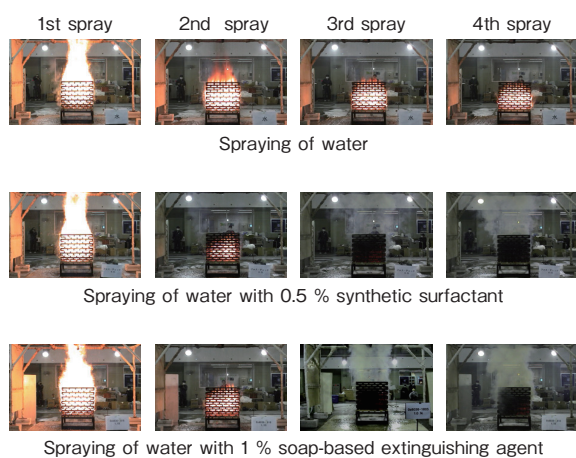 1st spray 2nd spray 3rd spray 4th spray
Spraying of water
Spraying of water with 0.5 % synthetic surfactant
Spraying of water with 1 % soap-based extinguishing agent